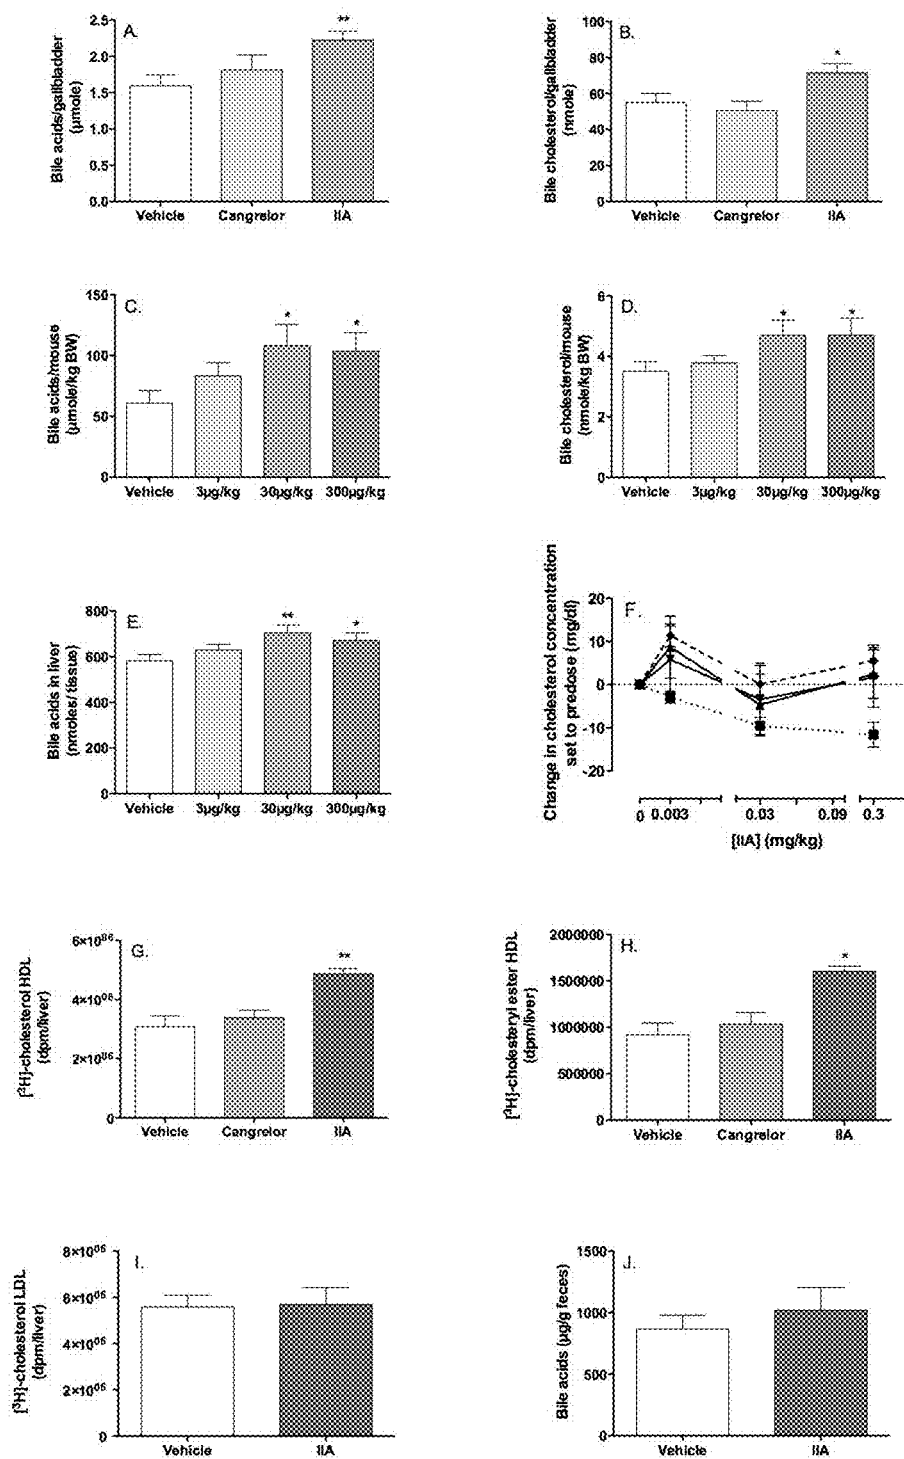 A.
Bile acids/gallbladder
(µmole)
2.5
2.0
1.5
1.0
0.5
0.0
**
Vehicle Cangrelor IIA
B.
Bile cholesterol/gallbladder
(nmole)
100
80
60
40
20
0
*
Vehicle Cangrelor IIA
C.
Bile acids/mouse
(µmole/kg BW)
150
100
50
0
* *
Vehicle 3µg/kg 30µg/kg 300µg/kg
D.
Bile cholesterol/mouse
(nmole/kg BW)
6
4
2
0
* *
Vehicle 3µg/kg 30µg/kg 300µg/kg
E.
Bile acids in liver
(nmoles/ tissue)
800
600
400
200
0
** *
Vehicle 3µg/kg 30µg/kg 300µg/kg
F.
Change in cholesterol concentration
set to predose (mg/dl)
20
10
0
-10
-20
0 0.003 0.03 0.09 0.3
[IIA] (mg/kg)
G.
[³H]-cholesterol HDL
(dpm/liver)
6×10⁰⁶
4×10⁰⁶
2×10⁰⁶
0
**
Vehicle Cangrelor IIA
H.
[³H]-cholesteryl ester HDL
(dpm/liver)
2000000
1500000
1000000
500000
0
*
Vehicle Cangrelor IIA
I.
[³H]-cholesterol LDL
(dpm/liver)
8×10⁰⁶
6×10⁰⁶
4×10⁰⁶
2×10⁰⁶
0
Vehicle IIA
J.
Bile acids (µg/g feces)
1500
1000
500
0
Vehicle IIA